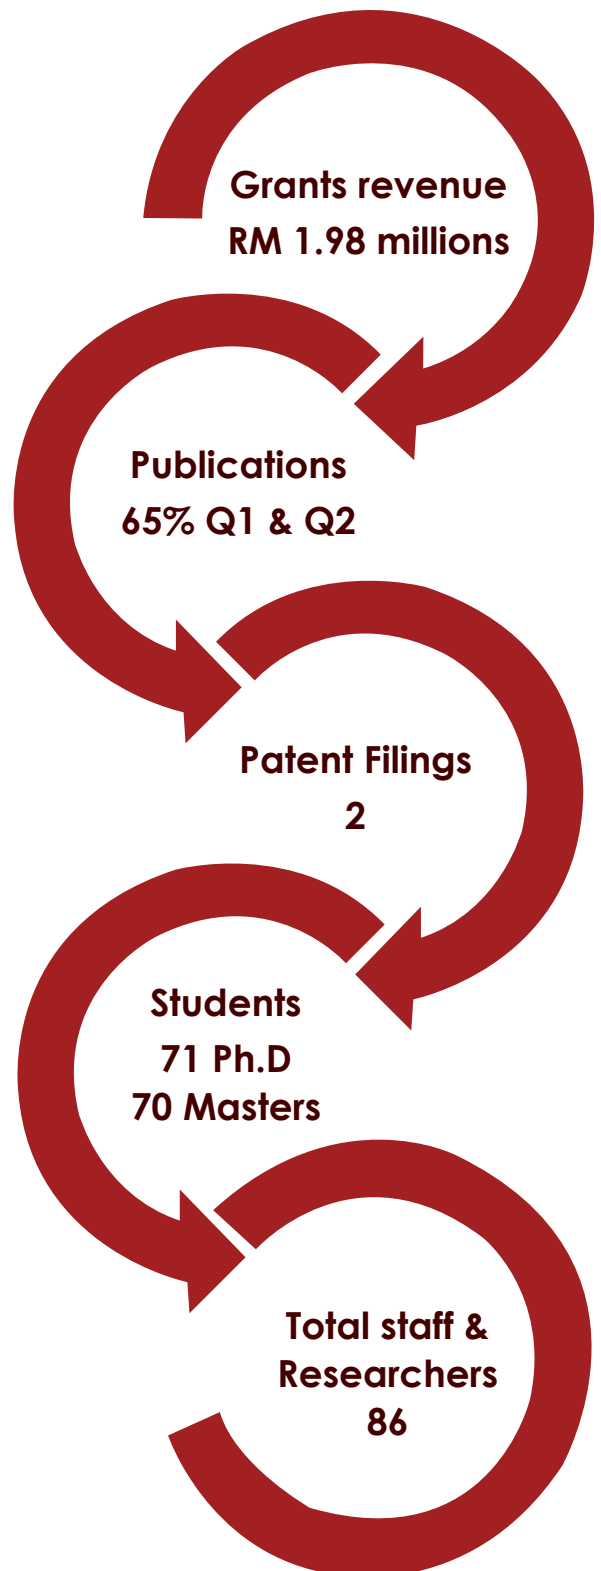 Grants revenue
RM 1.98 millions
Publications
65% Q1 & Q2
Patent Filings
2
Students
71 Ph.D
70 Masters
Total staff &
Researchers
86